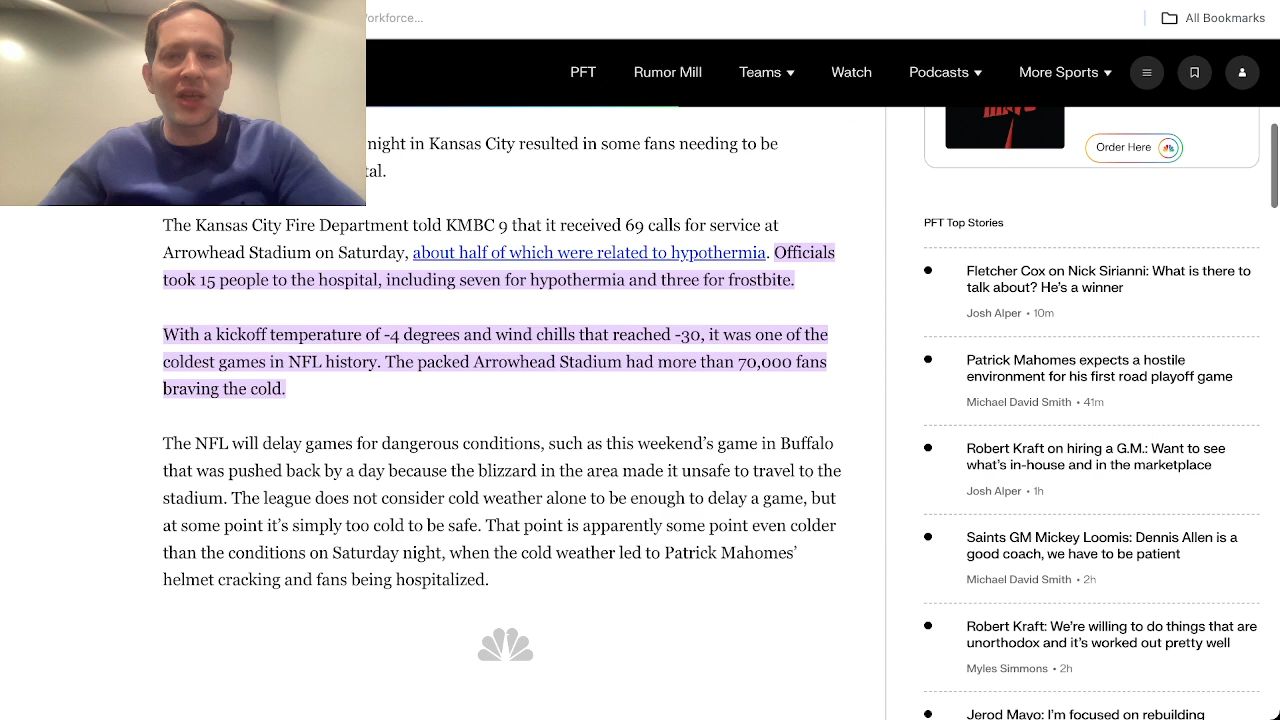 orkforce...
All Bookmarks
PFT
Rumor Mill
Teams
Watch
Podcasts
More Sports
night in Kansas City resulted in some fans needing to be
tal.
The Kansas City Fire Department told KMBC 9 that it received 69 calls for service at
Arrowhead Stadium on Saturday, about half of which were related to hypothermia. Officials
took 15 people to the hospital, including seven for hypothermia and three for frostbite.
With a kickoff temperature of -4 degrees and wind chills that reached -30, it was one of the
coldest games in NFL history. The packed Arrowhead Stadium had more than 70,000 fans
braving the cold.
The NFL will delay games for dangerous conditions, such as this weekend's game in Buffalo
that was pushed back by a day because the blizzard in the area made it unsafe to travel to the
stadium. The league does not consider cold weather alone to be enough to delay a game, but
at some point it's simply too cold to be safe. That point is apparently some point even colder
than the conditions on Saturday night, when the cold weather led to Patrick Mahomes'
helmet cracking and fans being hospitalized.
Order Here
PFT Top Stories
Fletcher Cox on Nick Sirianni: What is there to
talk about? He's a winner
Josh Alper • 10m
Patrick Mahomes expects a hostile
environment for his first road playoff game
Michael David Smith • 41m
Robert Kraft on hiring a G.M.: Want to see
what's in-house and in the marketplace
Josh Alper • 1h
Saints GM Mickey Loomis: Dennis Allen is a
good coach, we have to be patient
Michael David Smith • 2h
Robert Kraft: We're willing to do things that are
unorthodox and it's worked out pretty well
Myles Simmons • 2h
Jerod Mayo: I'm focused on rebuilding